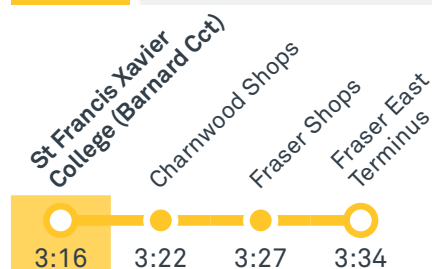 St Francis Xavier
College (Barnard Cct)
Charnwood Shops
Fraser Shops
Fraser East
Terminus
3:16 3:22 3:27 3:34